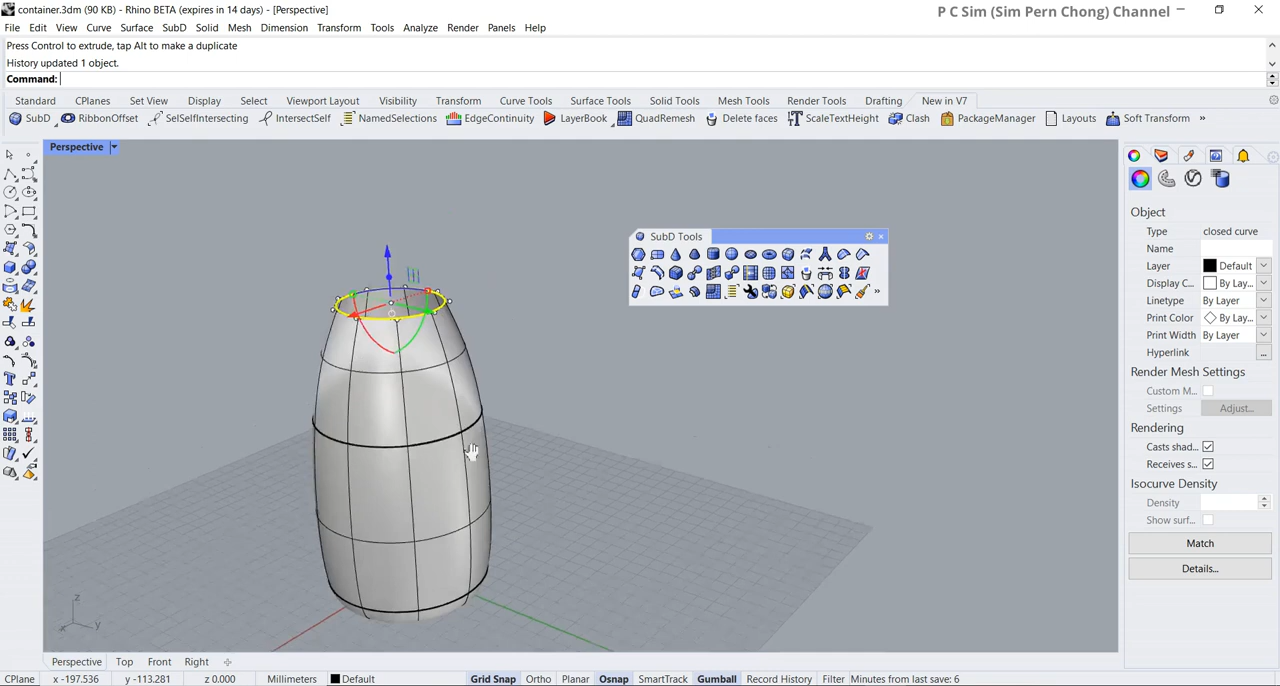 container.3dm (90 KB) - Rhino BETA (expires in 14 days) - [Perspective]
P C Sim (Sim Pern Chong) Channel
File Edit View Curve Surface SubD Solid Mesh Dimension Transform Tools Analyze Render Panels Help
Press Control to extrude, tap Alt to make a duplicate
History updated 1 object.
Command:
Standard CPlanes Set View Display Select Viewport Layout Visibility Transform Curve Tools Surface Tools Solid Tools Mesh Tools Render Tools Drafting New in V7
SubD RibbonOffset SelSelfIntersecting IntersectSelf NamedSelections EdgeContinuity LayerBook QuadRemesh Delete faces ScaleTextHeight Clash PackageManager Layouts Soft Transform »
Perspective
SubD Tools
Object
Type closed curve
Name
Layer Default
Display C... By Lay...
Linetype By Layer
Print Color By Lay...
Print Width By Layer
Hyperlink ...
Render Mesh Settings
Custom M...
Settings Adjust...
Rendering
Casts shad...
Receives s...
Isocurve Density
Density
Show surf...
Match
Details...
z
x y
Perspective Top Front Right
CPlane x -197.536 y -113.281 z 0.000 Millimeters Default Grid Snap Ortho Planar Osnap SmartTrack Gumball Record History Filter Minutes from last save: 6